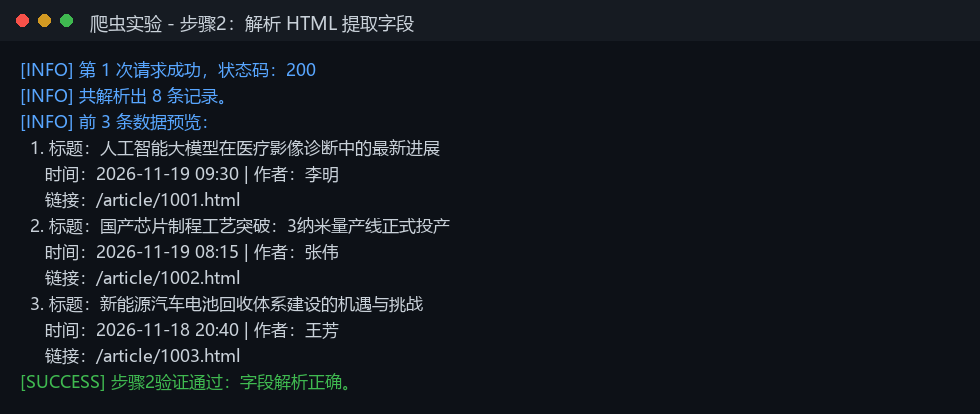 爬虫实验 - 步骤2：解析 HTML 提取字段
[INFO] 第 1 次请求成功，状态码：200
[INFO] 共解析出 8 条记录。
[INFO] 前 3 条数据预览：
1. 标题：人工智能大模型在医疗影像诊断中的最新进展
时间：2026-11-19 09:30 | 作者：李明
链接：/article/1001.html
2. 标题：国产芯片制程工艺突破：3纳米量产线正式投产
时间：2026-11-19 08:15 | 作者：张伟
链接：/article/1002.html
3. 标题：新能源汽车电池回收体系建设的机遇与挑战
时间：2026-11-18 20:40 | 作者：王芳
链接：/article/1003.html
[SUCCESS] 步骤2验证通过：字段解析正确。